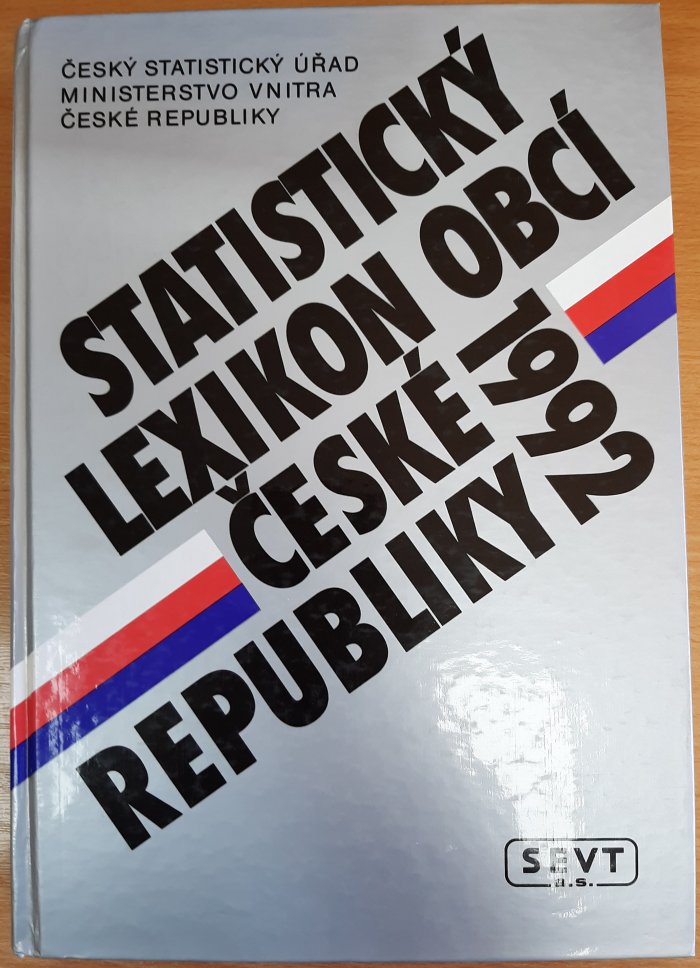 ČESKÝ STATISTICKÝ ÚŘAD
MINISTERSTVO VNITRA
ČESKÉ REPUBLIKY
STATISTICKÝ
LEXIKON OBCÍ
ČESKÉ 1992
REPUBLIKY
SEVT
a.s.